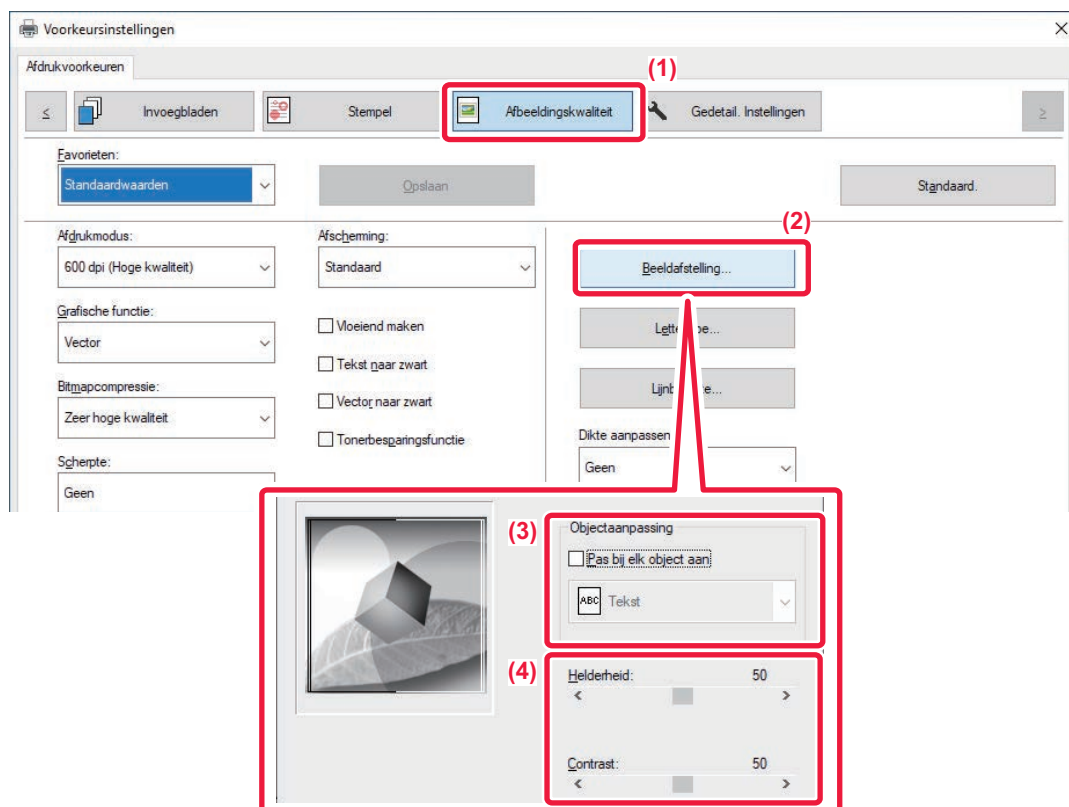 Voorkeursinstellingen
Afdrukvoorkeuren
(1)
< Invoegbladen Stempel Afbeeldingskwaliteit Gedetail. Instellingen >
Favorieten:
Standaardwaarden Opslaan Standaard.
(2)
Afdrukmodus: Afscherming:
600 dpi (Hoge kwaliteit) Standaard Beeldafstelling...
Grafische functie:
Vector Vloeiend maken
Tekst naar zwart
Bitmapcompressie:
Vector naar zwart
Zeer hoge kwaliteit
Tonerbesparingsfunctie Dikte aanpassen
Scherpte:
Geen
Geen
(3) Objectaanpassing
Pas bij elk object aan
ABC Tekst
(4) Helderheid: 50
< >
Contrast: 50
< >